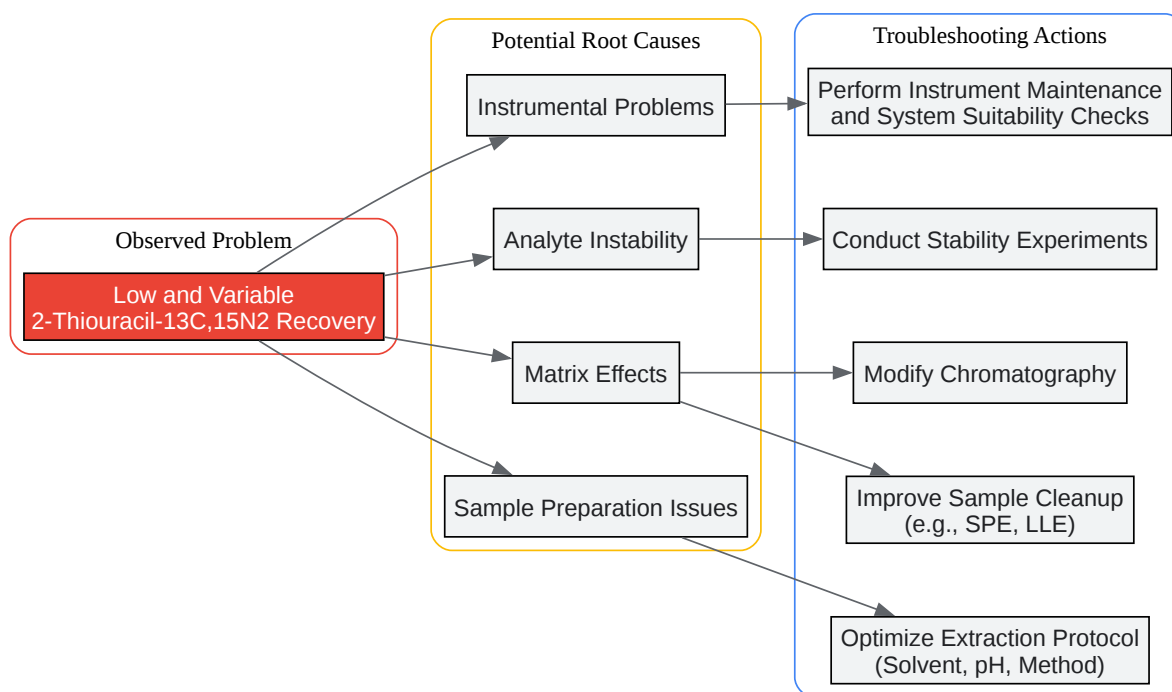 Observed Problem
Low and Variable
2-Thiouracil-13C,15N2 Recovery
Potential Root Causes
Instrumental Problems
Analyte Instability
Matrix Effects
Sample Preparation Issues
Troubleshooting Actions
Perform Instrument Maintenance
and System Suitability Checks
Conduct Stability Experiments
Modify Chromatography
Improve Sample Cleanup
(e.g., SPE, LLE)
Optimize Extraction Protocol
(Solvent, pH, Method)